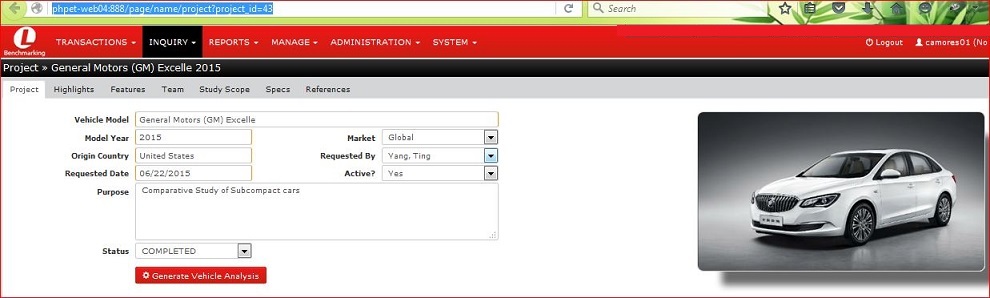 phpet-web04:888/page/name/project?project_id=43
Search
L
Benchmarking
TRANSACTIONS INQUIRY REPORTS MANAGE ADMINISTRATION SYSTEM
Logout camores01 (No
Project » General Motors (GM) Excelle 2015
Project Highlights Features Team Study Scope Specs References
Vehicle Model General Motors (GM) Excelle
Model Year 2015 Market Global
Origin Country United States Requested By Yang, Ting
Requested Date 06/22/2015 Active? Yes
Purpose Comparative Study of Subcompact cars
Status COMPLETED
Generate Vehicle Analysis